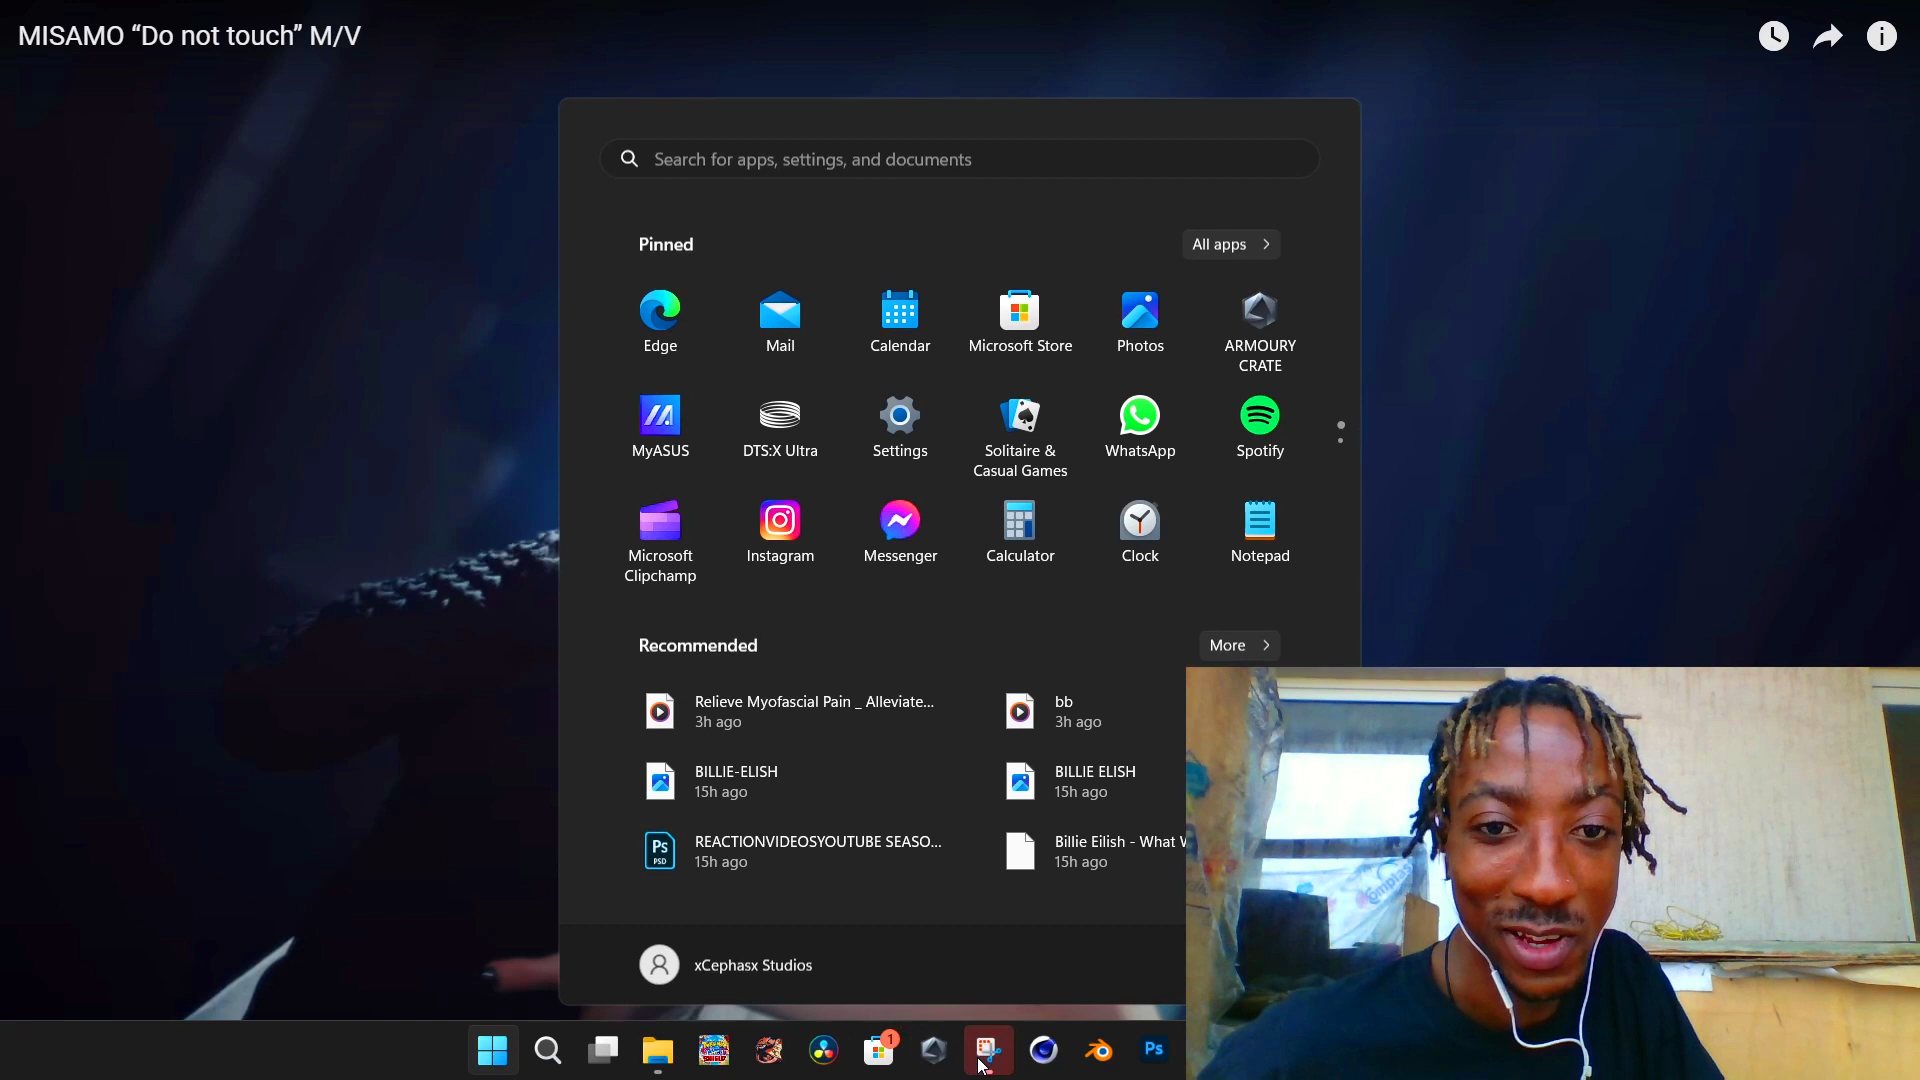 MISAMO “Do not touch” M/V
Search for apps, settings, and documents
Pinned
All apps
Edge
Mail
Calendar
Microsoft Store
Photos
ARMOURY
CRATE
MyASUS
DTS:X Ultra
Settings
Solitaire &
Casual Games
WhatsApp
Spotify
Microsoft
Clipchamp
Instagram
Messenger
Calculator
Clock
Notepad
Recommended
More
Relieve Myofascial Pain _ Alleviate...
3h ago
bb
3h ago
BILLIE-ELISH
15h ago
BILLIE ELISH
15h ago
Ps
PSD
REACTIONVIDEOSYOUTUBE SEASO...
15h ago
Billie Eilish - What
15h ago
xCephasx Studios
1
Ps